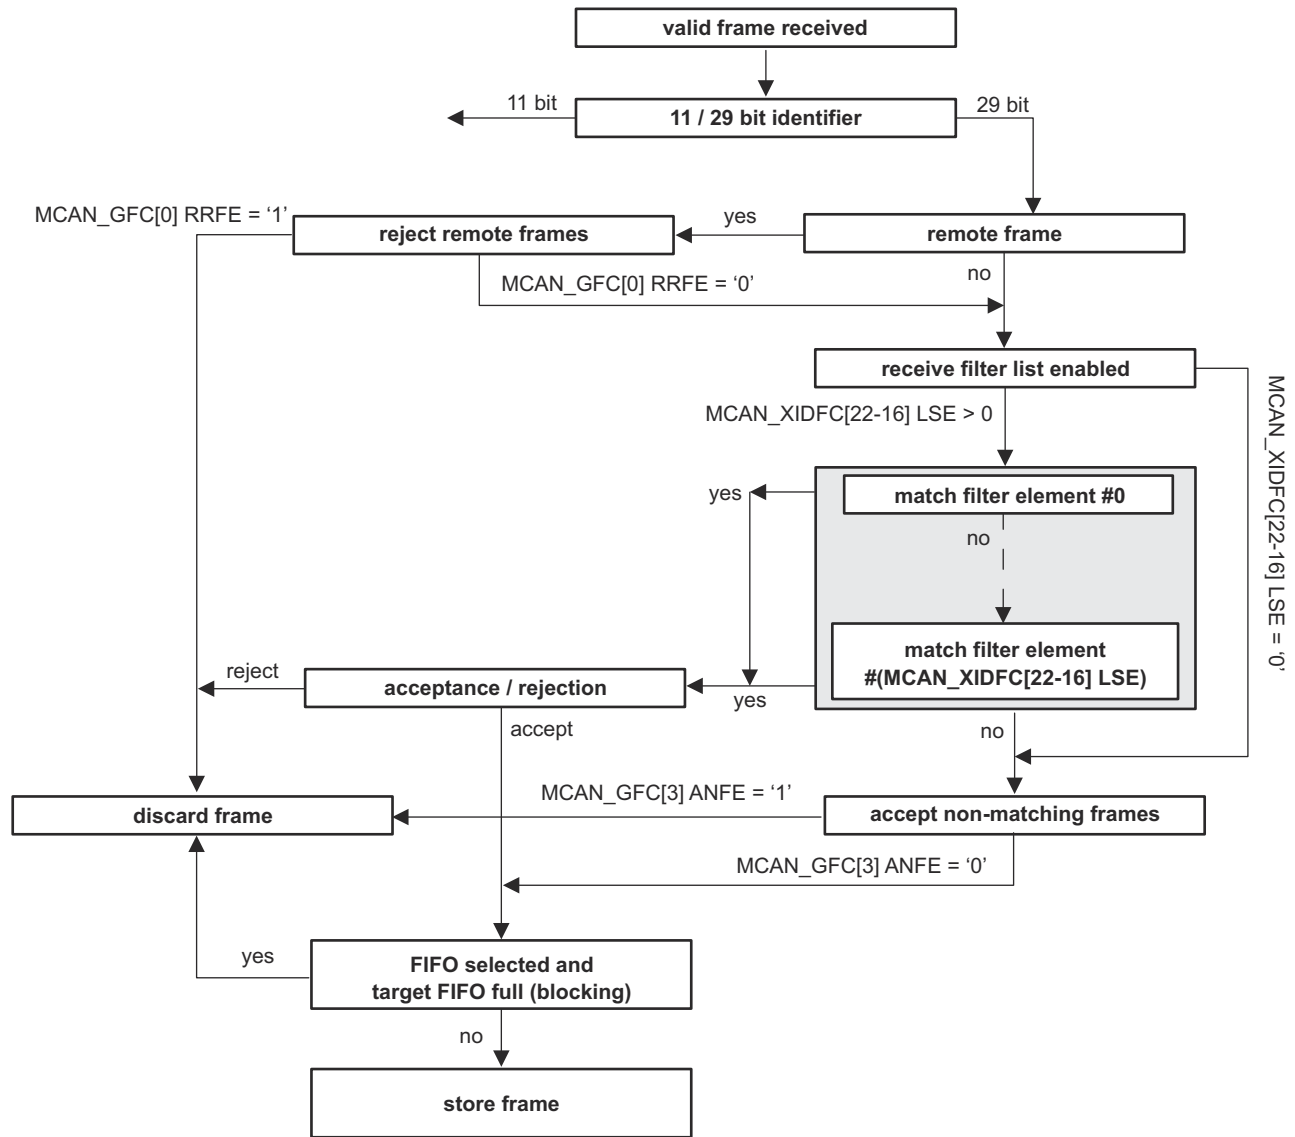 valid frame received
11 bit
11 / 29 bit identifier
29 bit
MCAN_GFC[0] RRFE = ‘1’
reject remote frames
yes
remote frame
MCAN_GFC[0] RRFE = ‘0’
no
receive filter list enabled
MCAN_XIDFC[22-16] LSE > 0
MCAN_XIDFC[22-16] LSE = ‘0’
yes
match filter element #0
no
match filter element
#(MCAN_XIDFC[22-16] LSE)
reject
acceptance / rejection
yes
accept
no
discard frame
MCAN_GFC[3] ANFE = ‘1’
accept non-matching frames
MCAN_GFC[3] ANFE = ‘0’
yes
FIFO selected and
target FIFO full (blocking)
no
store frame